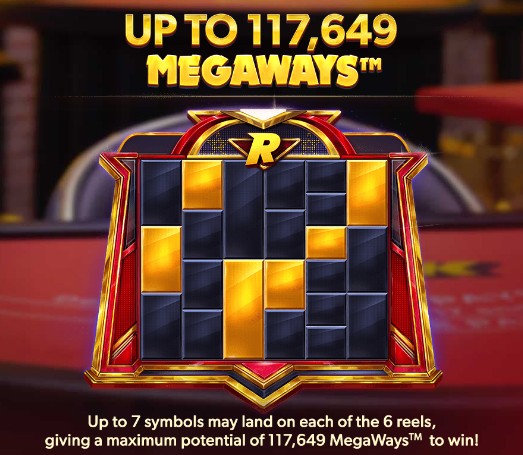 UP TO 117,649
MEGAWAYS™
R
Up to 7 symbols may land on each of the 6 reels,
giving a maximum potential of 117,649 MegaWays™ to win!